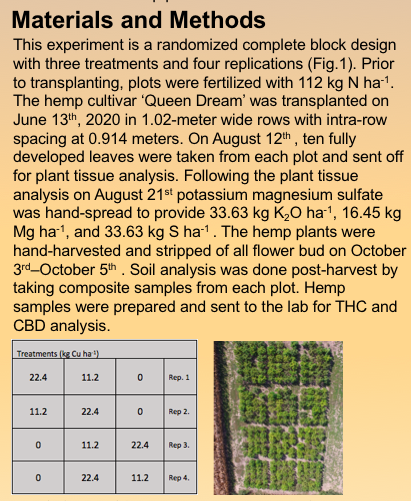 Materials and Methods
This experiment is a randomized complete block design
with three treatments and four replications (Fig.1). Prior
to transplanting, plots were fertilized with 112 kg N ha⁻¹.
The hemp cultivar ‘Queen Dream’ was transplanted on
June 13ᵗʰ, 2020 in 1.02-meter wide rows with intra-row
spacing at 0.914 meters. On August 12ᵗʰ , ten fully
developed leaves were taken from each plot and sent off
for plant tissue analysis. Following the plant tissue
analysis on August 21ˢᵗ potassium magnesium sulfate
was hand-spread to provide 33.63 kg K₂O ha⁻¹, 16.45 kg
Mg ha⁻¹, and 33.63 kg S ha⁻¹ . The hemp plants were
hand-harvested and stripped of all flower bud on October
3ʳᵈ–October 5ᵗʰ . Soil analysis was done post-harvest by
taking composite samples from each plot. Hemp
samples were prepared and sent to the lab for THC and
CBD analysis.
Treatments (kg Cu ha⁻¹)
22.4 11.2 0 Rep. 1
11.2 22.4 0 Rep 2.
0 11.2 22.4 Rep 3.
0 22.4 11.2 Rep 4.